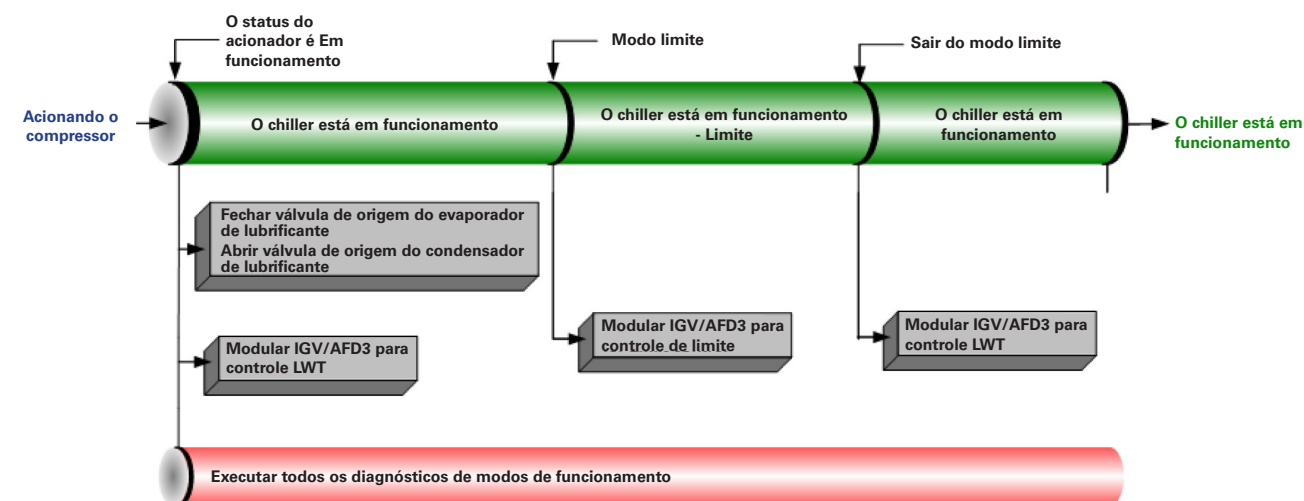 O status do
acionador é Em
funcionamento
Modo limite
Sair do modo limite
Acionando o
compressor
O chiller está em funcionamento
O chiller está em funcionamento
- Limite
O chiller está em
funcionamento
O chiller está em
funcionamento
Fechar válvula de origem do evaporador
de lubrificante
Abrir válvula de origem do condensador
de lubrificante
Modular IGV/AFD3 para
controle LWT
Modular IGV/AFD3 para
controle de limite
Modular IGV/AFD3 para
controle LWT
Executar todos os diagnósticos de modos de funcionamento